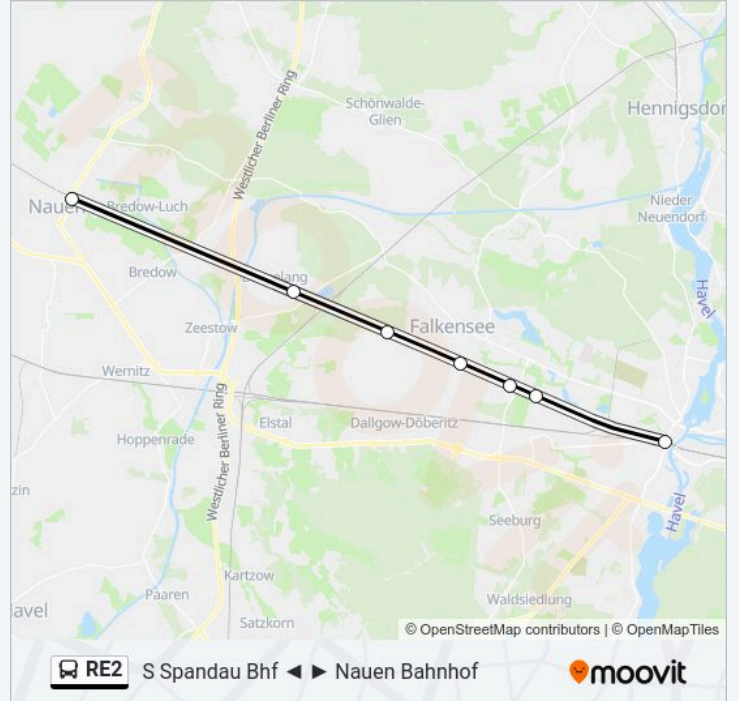 Westlicher Berliner Ring
Schönwalde-
Glien
Hennigsdor
Nauen
Bredow-Luch
Nieder
Neuendorf
Bredow
Havel
Zeestow
Falkensee
Wernitz
Westlicher Berliner Ring
Elstal
Dallgow-Döberitz
Hoppenrade
zin
Seeburg
Havel
Kartzow
Paaren
Waldsiedlung
avel
Satzkorn
© OpenStreetMap contributors | © OpenMapTiles
RE2 S Spandau Bhf ◄ ► Nauen Bahnhof
moovit